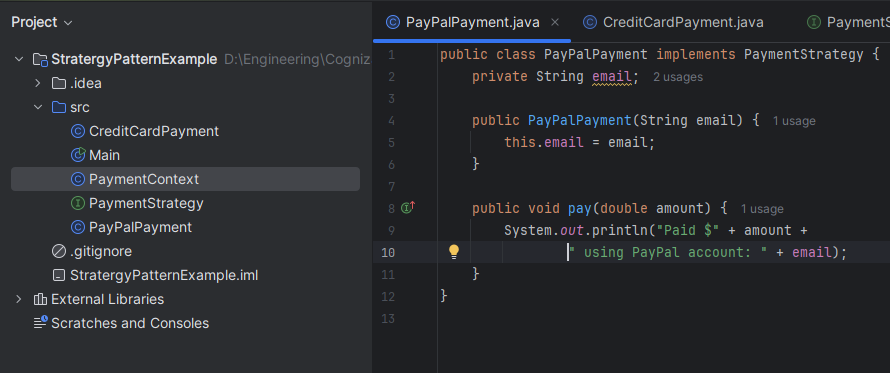 Project
StratergyPatternExample D:\Engineering\Cogniz
.idea
src
CreditCardPayment
Main
PaymentContext
PaymentStrategy
PayPalPayment
.gitignore
StratergyPatternExample.iml
External Libraries
Scratches and Consoles
PayPalPayment.java CreditCardPayment.java PaymentS
1 public class PayPalPayment implements PaymentStrategy {
2 private String email; 2 usages
3
4 public PayPalPayment(String email) { 1 usage
5 this.email = email;
6 }
7
8 public void pay(double amount) { 1 usage
9 System.out.println("Paid $" + amount +
10 " using PayPal account: " + email);
11 }
12 }
13